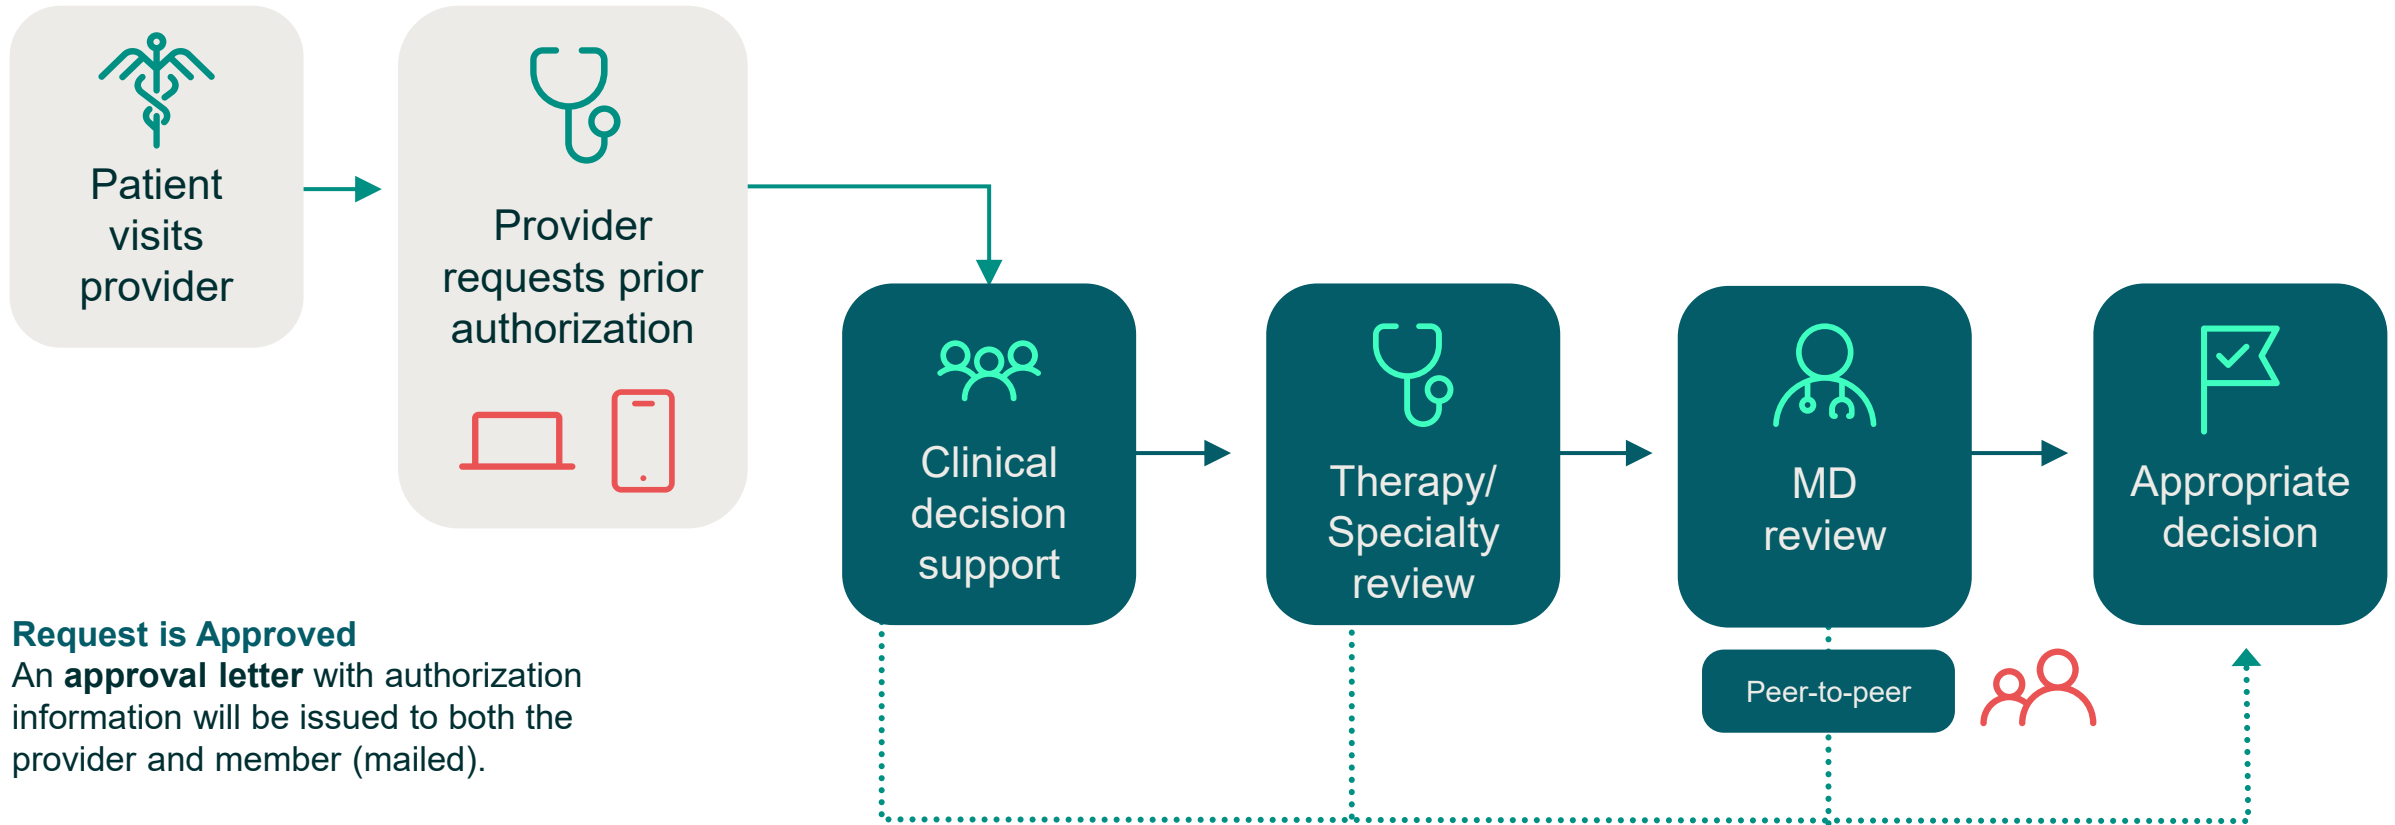 Patient
visits
provider
Provider
requests prior
authorization
Clinical
decision
support
Therapy/
Specialty
review
MD
review
Appropriate
decision
Peer-to-peer
Request is Approved
An approval letter with authorization
information will be issued to both the
provider and member (mailed).